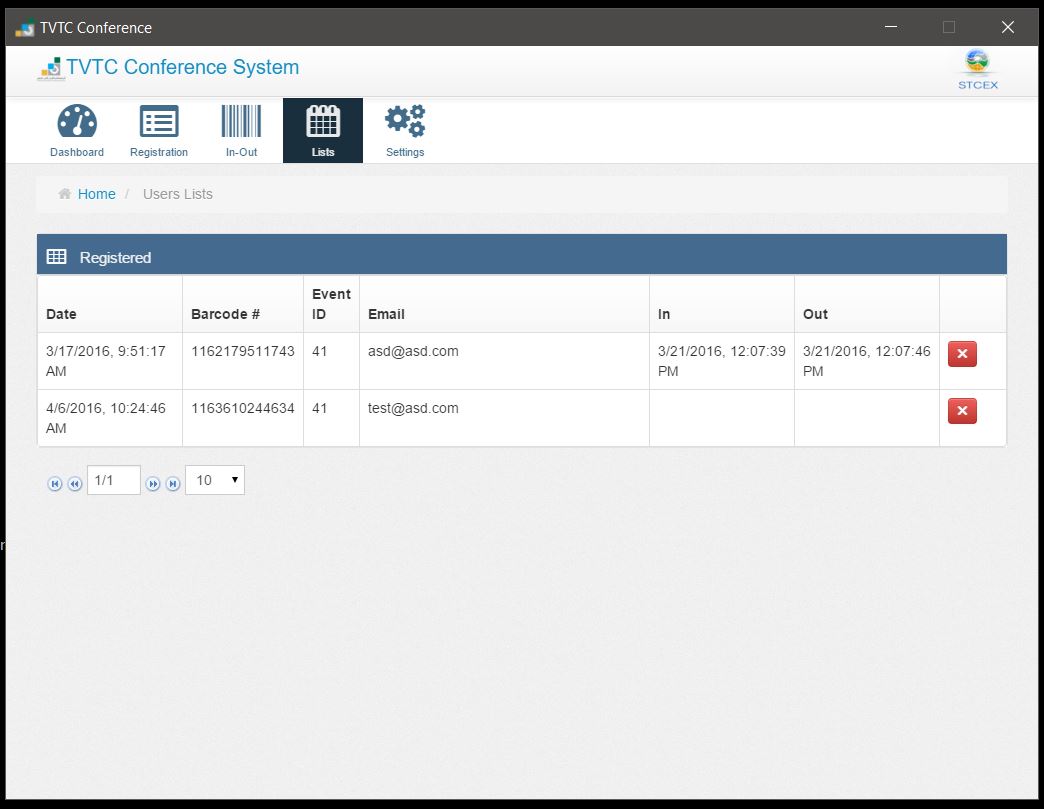 TVTC Conference
TVTC Conference System
STCEX
Dashboard
Registration
In-Out
Lists
Settings
Home / Users Lists
Registered
Date Barcode # Event ID Email In Out
3/17/2016, 9:51:17 AM 1162179511743 41 asd@asd.com 3/21/2016, 12:07:39 PM 3/21/2016, 12:07:46 PM
4/6/2016, 10:24:46 AM 1163610244634 41 test@asd.com
1/1 10